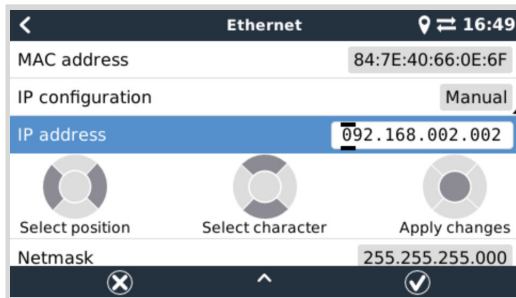 Ethernet 16:49
MAC address 84:7E:40:66:0E:6F
IP configuration Manual
IP address 092.168.002.002
Select position Select character Apply changes
Netmask 255.255.255.000